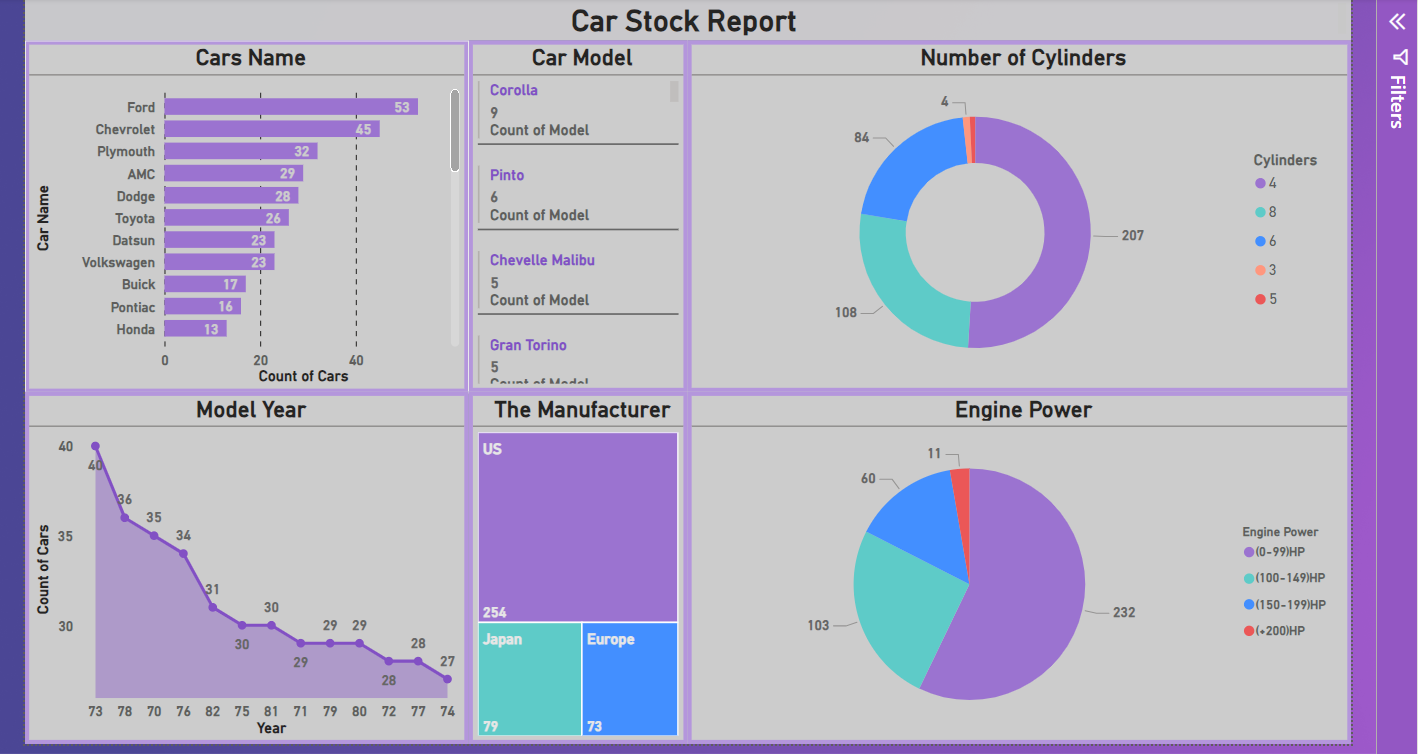 Car Stock Report
Filters
Cars Name
Car Name
Ford 53
Chevrolet 45
Plymouth 32
AMC 29
Dodge 28
Toyota 26
Datsun 23
Volkswagen 23
Buick 17
Pontiac 16
Honda 13
0 20 40
Count of Cars
Car Model
Corolla
9
Count of Model
Pinto
6
Count of Model
Chevelle Malibu
5
Count of Model
Gran Torino
5
Count of Model
Number of Cylinders
4
84
207
108
Cylinders
4
8
6
3
5
Model Year
Count of Cars
40
35
30
40
36
35
34
31
30
30
29
29
29
28
28
27
73 78 70 76 82 75 81 71 79 80 72 77 74
Year
The Manufacturer
US
254
Japan
79
Europe
73
Engine Power
11
60
103
232
Engine Power
(0-99)HP
(100-149)HP
(150-199)HP
(+200)HP